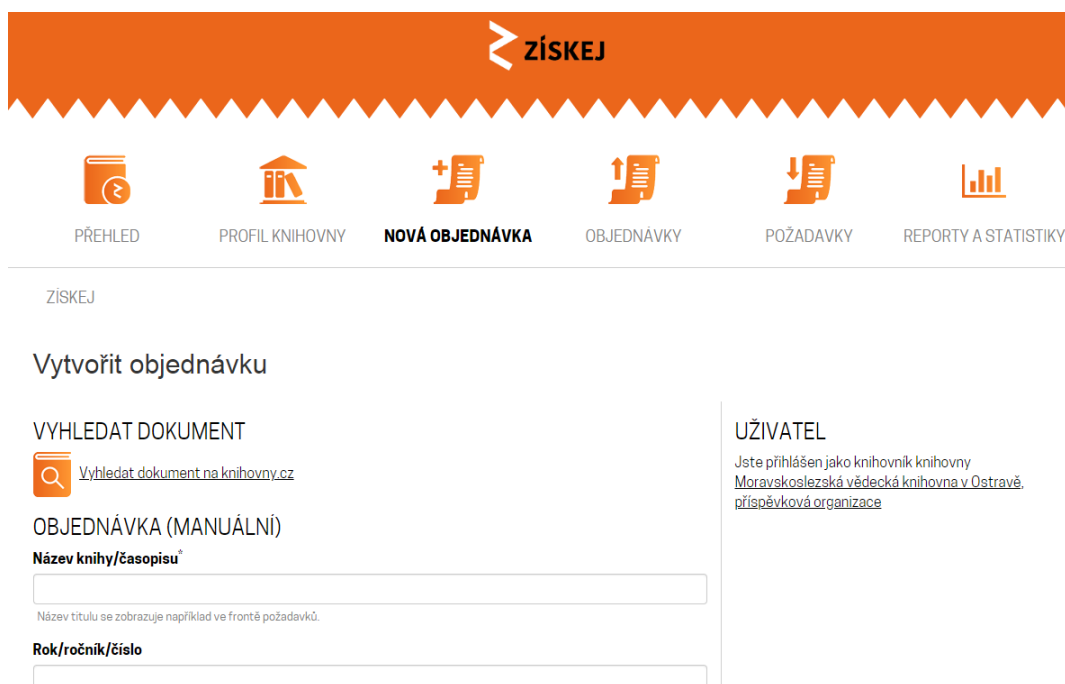 ZÍSKEJ
PŘEHLED
PROFIL KNIHOVNY
NOVÁ OBJEDNÁVKA
OBJEDNÁVKY
POŽADAVKY
REPORTY A STATISTIKY
ZÍSKEJ
Vytvořit objednávku
VYHLEDAT DOKUMENT
Vyhledat dokument na knihovny.cz
OBJEDNÁVKA (MANUÁLNÍ)
Název knihy/časopisu*
Název titulu se zobrazuje například ve frontě požadavků.
Rok/ročník/číslo
UŽIVATEL
Jste přihlášen jako knihovník knihovny
Moravskoslezská vědecká knihovna v Ostravě,
příspěvková organizace